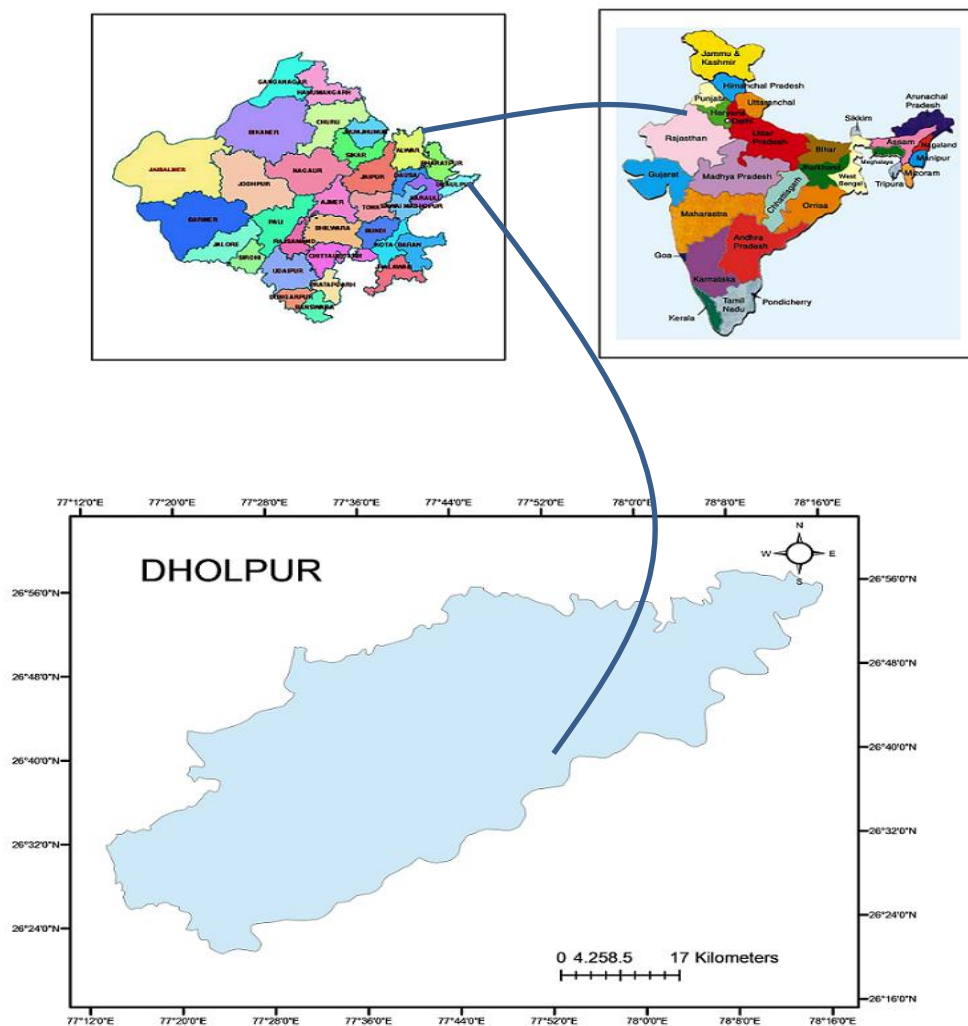 GANGANAGAR
HANUMANGARH
BIKANER
CHURU
JHUNJHUNU
SIKAR
ALWAR
BHARATPUR
JAISALMER
JODHPUR
NAGAUR
JAIPUR
DAUSA
DHAULPUR
KARAULI
AJMER
TONK
SAWAI MADHOPUR
BARMER
PALI
JALORE
RAJSAMAND
BHILWARA
BUNDI
KOTA
BARAN
SIROHI
UDAIPUR
CHITTAURGARH
JHALAWAR
PRATAPGARH
DUNGARPUR
BANSWARA
Jammu &
Kashmir
Himanchal Pradesh
Punjab
Uttaranchal
Haryana
Delhi
Arunachal
Pradesh
Sikkim
Rajasthan
Uttar
Pradesh
Bihar
Assam
Nagaland
Meghalaya
Manipur
Mizoram
Tripura
West
Bengal
Jharkhand
Gujarat
Madhya Pradesh
Chhattisgarh
Orrisa
Maharastra
Andhra
Pradesh
Goa
Karnataka
Tamil
Nadu
Pondicherry
Kerala
77°12'0"E 77°20'0"E 77°28'0"E 77°36'0"E 77°44'0"E 77°52'0"E 78°0'0"E 78°8'0"E 78°16'0"E
DHOLPUR
N
W E
S
26°56'0"N 26°56'0"N
26°48'0"N 26°48'0"N
26°40'0"N 26°40'0"N
26°32'0"N 26°32'0"N
26°24'0"N 26°24'0"N
0 4.258.5 17 Kilometers
26°16'0"N
77°12'0"E 77°20'0"E 77°28'0"E 77°36'0"E 77°44'0"E 77°52'0"E 78°0'0"E 78°8'0"E 78°16'0"E